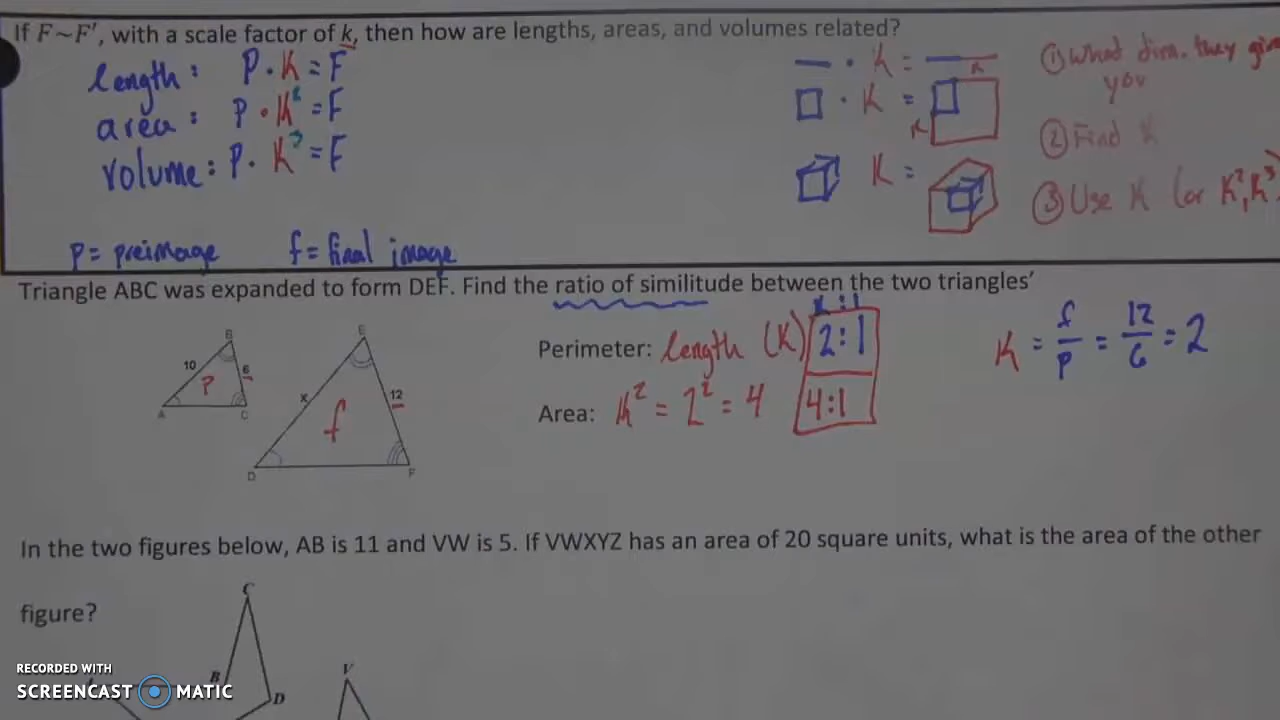 If F~F′, with a scale factor of k, then how are lengths, areas, and volumes related?
length: P · K = F
area: P · K² = F
volume: P · K³ = F
P = preimage f = final image
· K = K
· K = K
K =
① What dim. they give you
② Find K
③ Use K (or K², K³
Triangle ABC was expanded to form DEF. Find the ratio of similitude between the two triangles'
B
10
6
P
A
C
E
x
12
f
D
F
K:1
Perimeter: length (K) 2:1
Area: K² = 2² = 4 4:1
K = f/p = 12/6 = 2
In the two figures below, AB is 11 and VW is 5. If VWXYZ has an area of 20 square units, what is the area of the other
figure?
C
B
D
V
RECORDED WITH
SCREENCAST MATIC